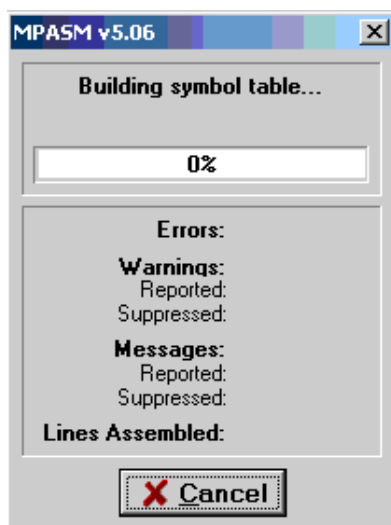 MPASM v5.06
Building symbol table...
0%
Errors:
Warnings:
Reported:
Suppressed:
Messages:
Reported:
Suppressed:
Lines Assembled:
Cancel